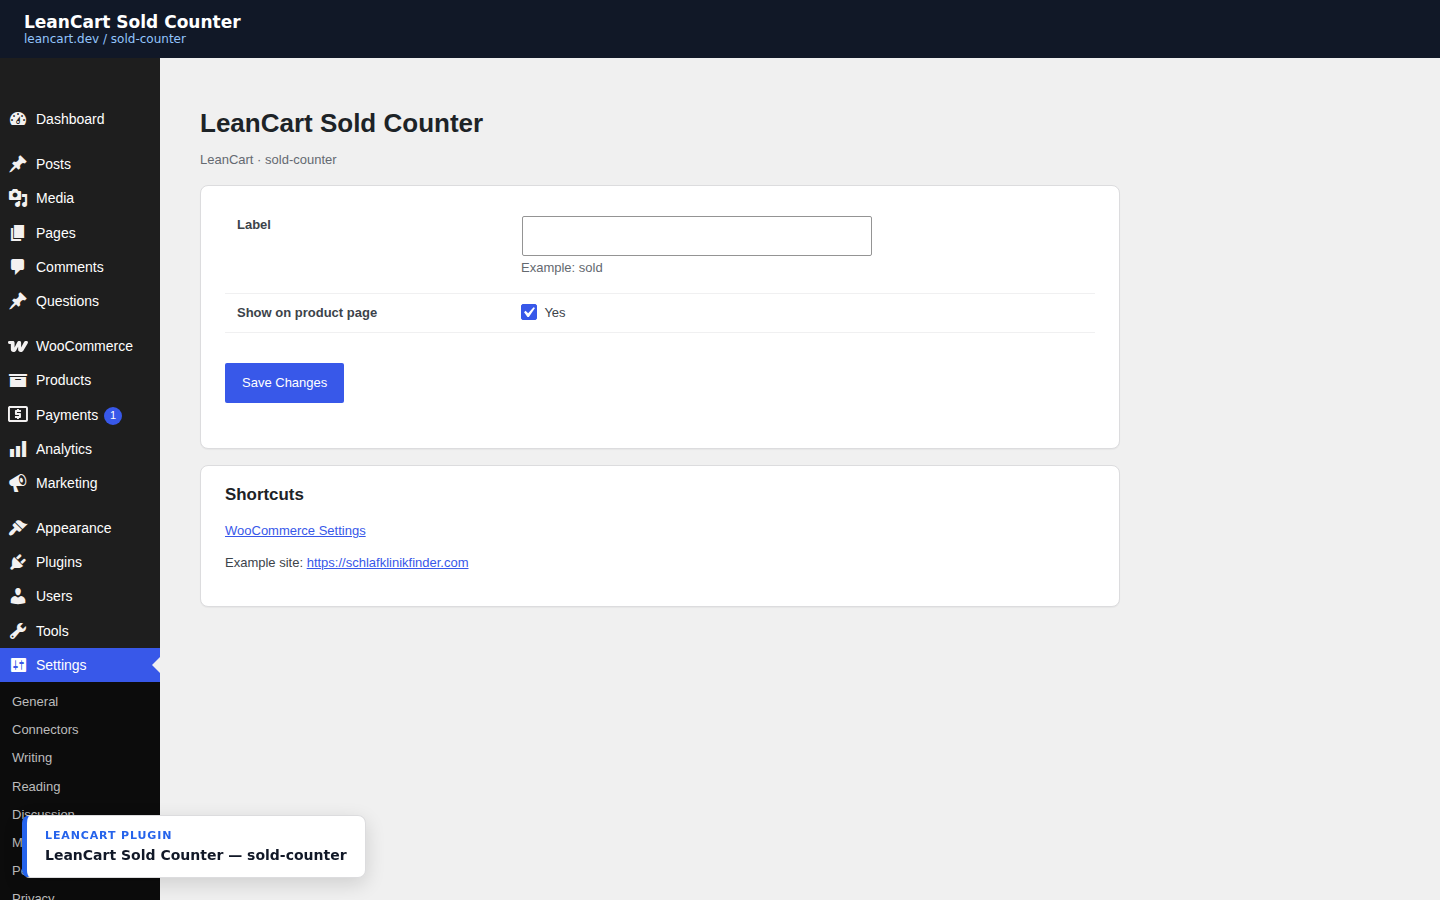 LeanCart Sold Counter
leancart.dev / sold-counter
Dashboard
Posts
Media
Pages
Comments
Questions
WooCommerce
Products
Payments 1
Analytics
Marketing
Appearance
Plugins
Users
Tools
Settings
General
Connectors
Writing
Reading
Discussion
Privacy
LeanCart Sold Counter
LeanCart · sold-counter
Label
Example: sold
Show on product page Yes
Save Changes
Shortcuts
WooCommerce Settings
Example site: https://schlafklinikfinder.com
LEANCART PLUGIN
LeanCart Sold Counter — sold-counter